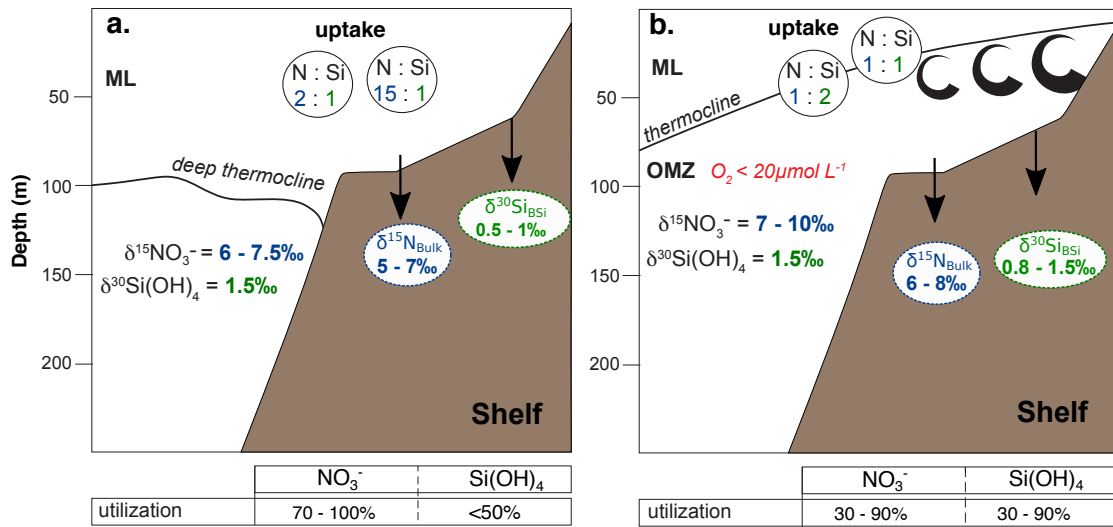 a.
uptake
N : Si
2 : 1
N : Si
15 : 1
ML
50
deep thermocline
100
Depth (m)
δ¹⁵NO₃⁻ = 6 - 7.5‰
δ³⁰Si(OH)₄ = 1.5‰
150
200
δ¹⁵N_Bulk
5 - 7‰
δ³⁰Si_BSi
0.5 - 1‰
Shelf
NO₃⁻ Si(OH)₄
utilization 70 - 100% <50%
b.
uptake
N : Si
1 : 2
N : Si
1 : 1
ML
50
thermocline
100
OMZ O₂ < 20µmol L⁻¹
δ¹⁵NO₃⁻ = 7 - 10‰
δ³⁰Si(OH)₄ = 1.5‰
150
200
δ¹⁵N_Bulk
6 - 8‰
δ³⁰Si_BSi
0.8 - 1.5‰
Shelf
NO₃⁻ Si(OH)₄
utilization 30 - 90% 30 - 90%